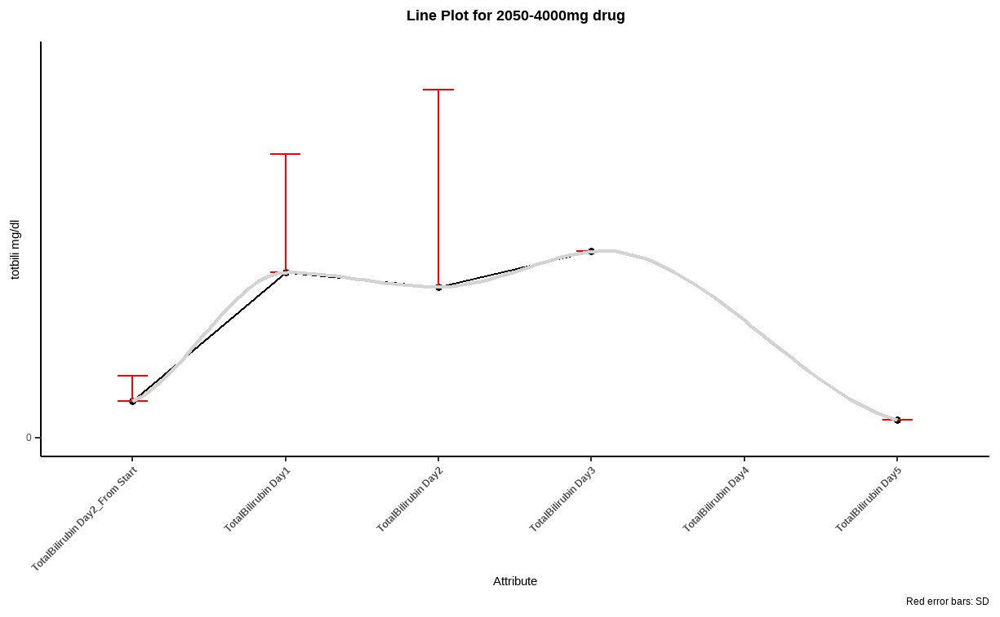 Line Plot for 2050-4000mg drug
totbili mg/dl
0
TotalBilirubin Day2_From Start
TotalBilirubin Day1
TotalBilirubin Day2
TotalBilirubin Day3
TotalBilirubin Day4
TotalBilirubin Day5
Attribute
Red error bars: SD